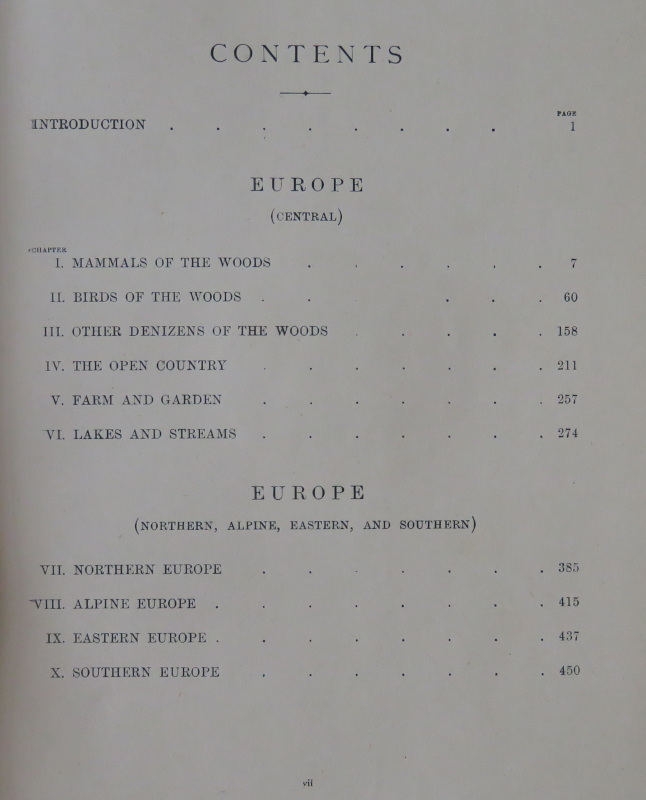 CONTENTS
PAGE
INTRODUCTION . . . . . . . . 1
EUROPE
(CENTRAL)
CHAPTER
I. MAMMALS OF THE WOODS . . . . . . 7
II. BIRDS OF THE WOODS . . . . . 60
III. OTHER DENIZENS OF THE WOODS . . . . . 158
IV. THE OPEN COUNTRY . . . . . . . 211
V. FARM AND GARDEN . . . . . . . 257
VI. LAKES AND STREAMS . . . . . . . 274
EUROPE
(NORTHERN, ALPINE, EASTERN, AND SOUTHERN)
VII. NORTHERN EUROPE . . . . . . . 385
VIII. ALPINE EUROPE . . . . . . . . 415
IX. EASTERN EUROPE . . . . . . . . 437
X. SOUTHERN EUROPE . . . . . . . 450
vii